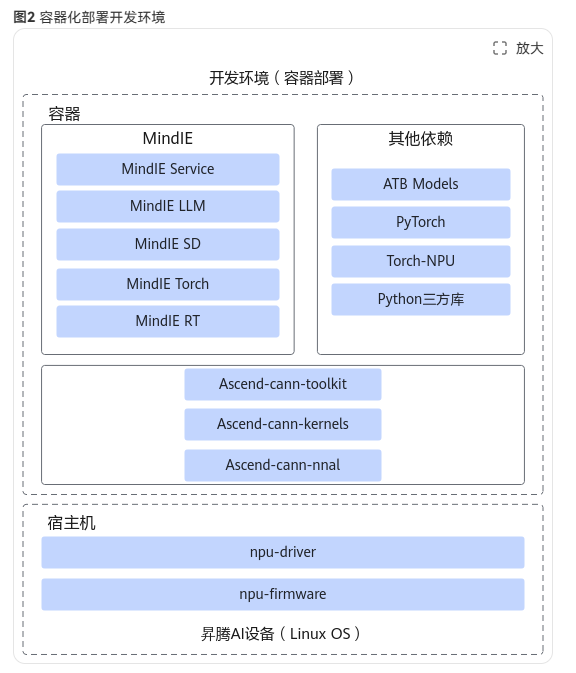 图2 容器化部署开发环境
放大
开发环境（容器部署）
容器
MindIE
MindIE Service
MindIE LLM
MindIE SD
MindIE Torch
MindIE RT
其他依赖
ATB Models
PyTorch
Torch-NPU
Python三方库
Ascend-cann-toolkit
Ascend-cann-kernels
Ascend-cann-nnal
宿主机
npu-driver
npu-firmware
昇腾AI设备（Linux OS）